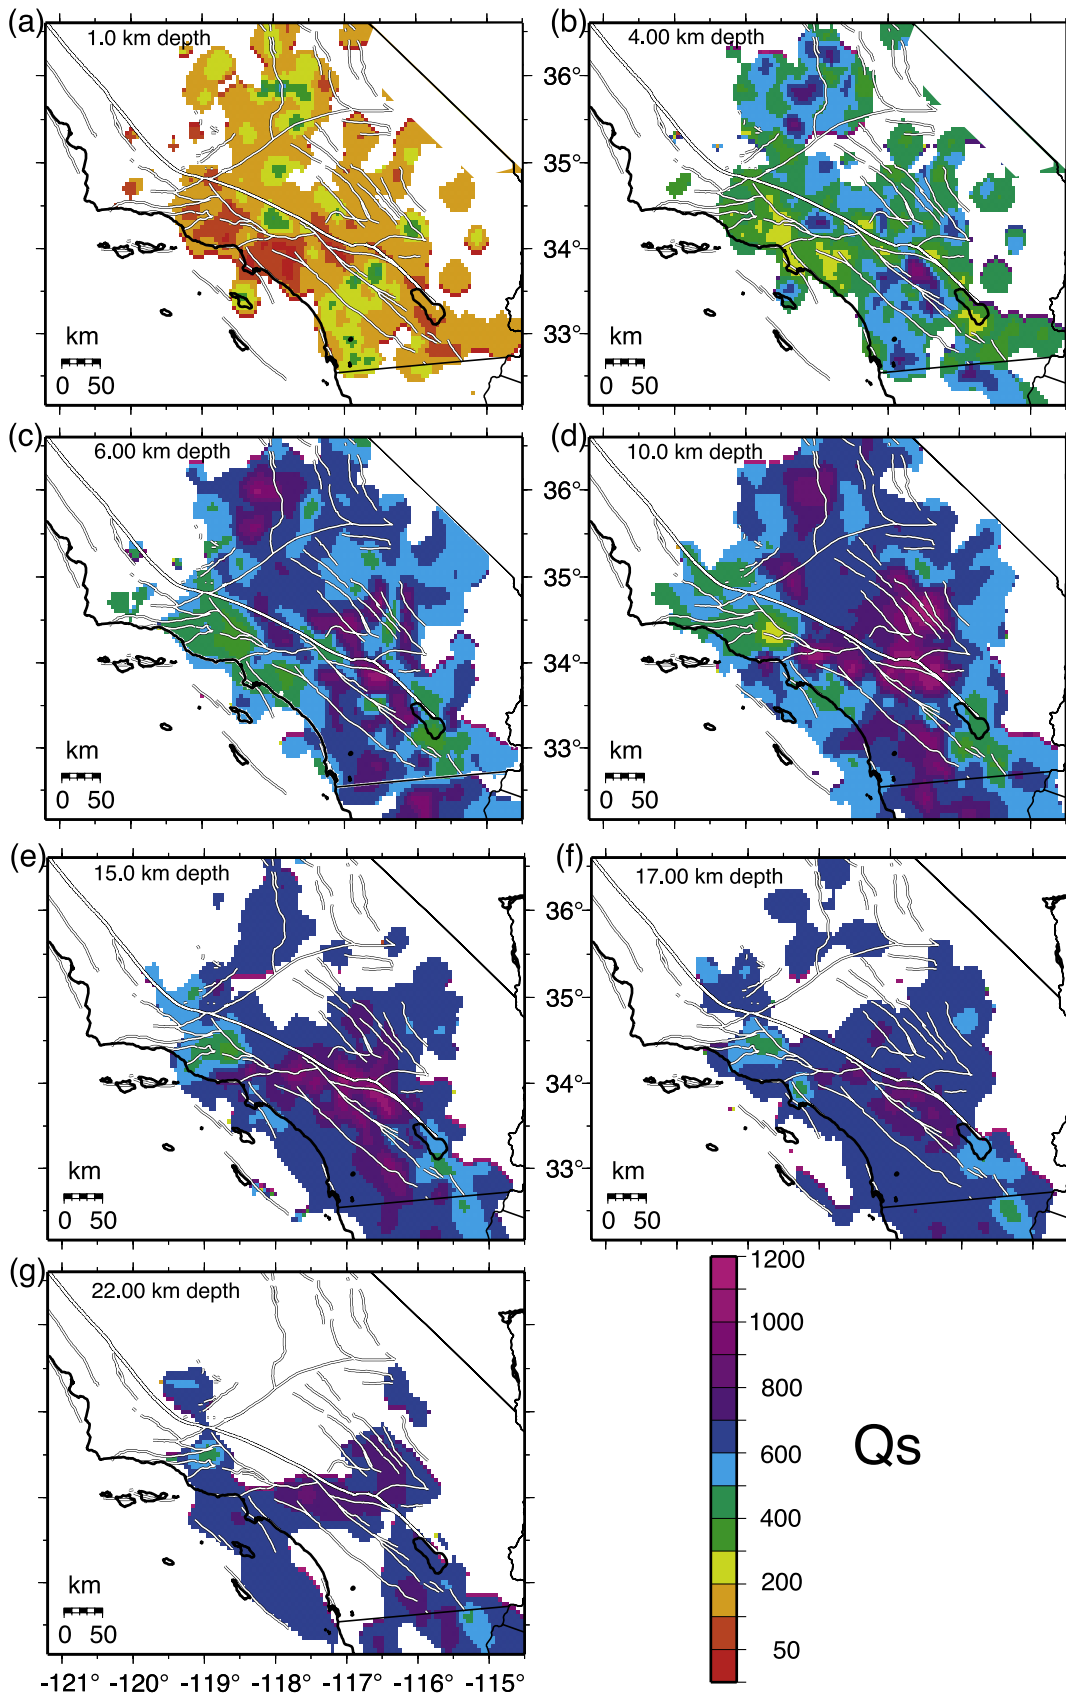 (a)
1.0 km depth
km
0 50
(b)
4.00 km depth
36°
35°
34°
33°
km
0 50
(c)
6.00 km depth
km
0 50
(d)
10.0 km depth
36°
35°
34°
33°
km
0 50
(e)
15.0 km depth
km
0 50
(f)
17.00 km depth
36°
35°
34°
33°
km
0 50
(g)
22.00 km depth
km
0 50
-121° -120° -119° -118° -117° -116° -115°
1200
1000
800
600
400
200
50
Qs